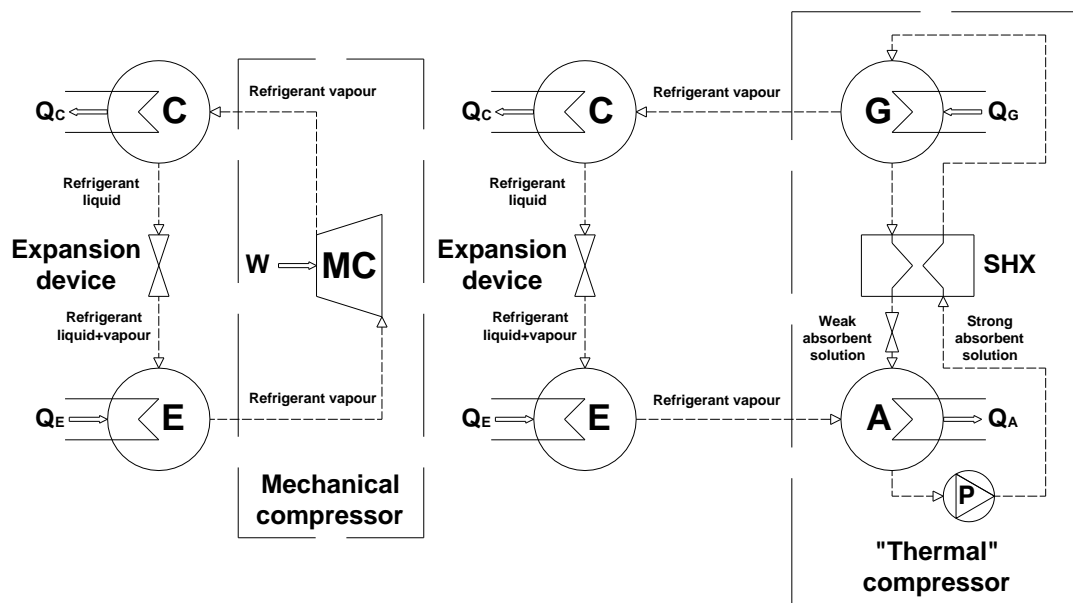 QC
C
Refrigerant vapour
Refrigerant
liquid
Expansion
device
W
MC
Refrigerant
liquid+vapour
QE
E
Refrigerant vapour
Mechanical
compressor
QC
C
Refrigerant vapour
G
QG
Refrigerant
liquid
Expansion
device
SHX
Refrigerant
liquid+vapour
Weak
absorbent
solution
Strong
absorbent
solution
QE
E
Refrigerant vapour
A
QA
P
"Thermal"
compressor